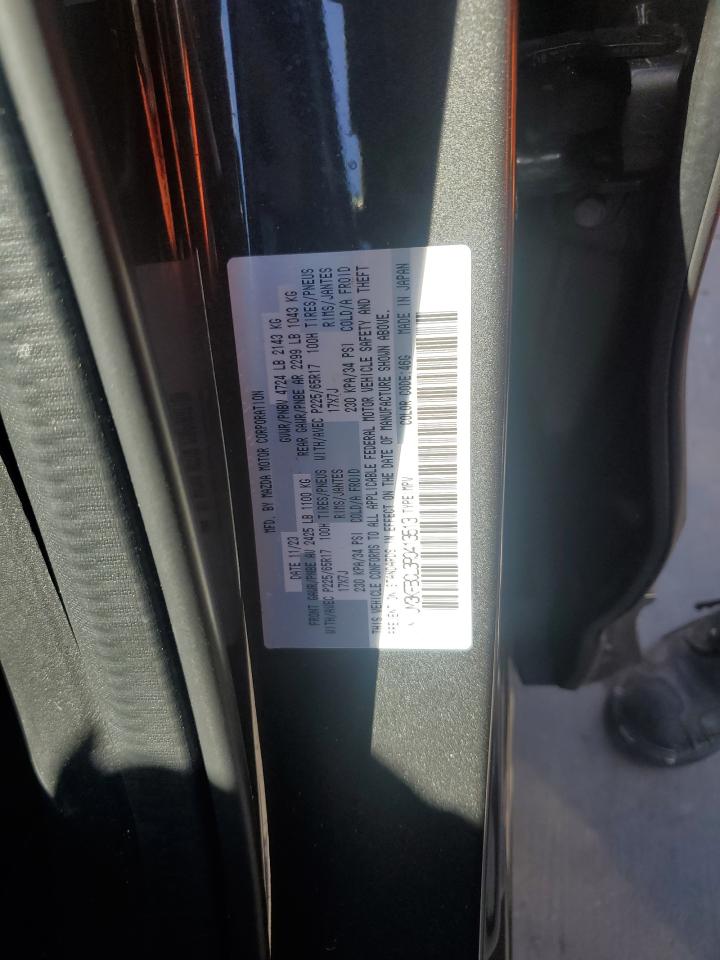 MFD. BY MAZDA MOTOR CORPORATION
DATE 11/23 GVWR/PNBV 4724 LB 2143 KG
FRONT GAWR/PNBE AV 2425 LB 1100 KG REAR GAWR/PNBE AR 2299 LB 1043 KG
WITH/AVEC P225/65R17 100H TIRES/PNEUS WITH/AVEC P225/65R17 100H TIRES/PNEUS
17X7J RIMS/JANTES 17X7J RIMS/JANTES
230 KPA/34 PSI COLD/A FROID 230 KPA/34 PSI COLD/A FROID
THIS VEHICLE CONFORMS TO ALL APPLICABLE FEDERAL MOTOR VEHICLE SAFETY AND THEFT
PREVENTION STANDARDS IN EFFECT ON THE DATE OF MANUFACTURE SHOWN ABOVE.
TYPE MPV COLOR CODE:46G MADE IN JAPAN